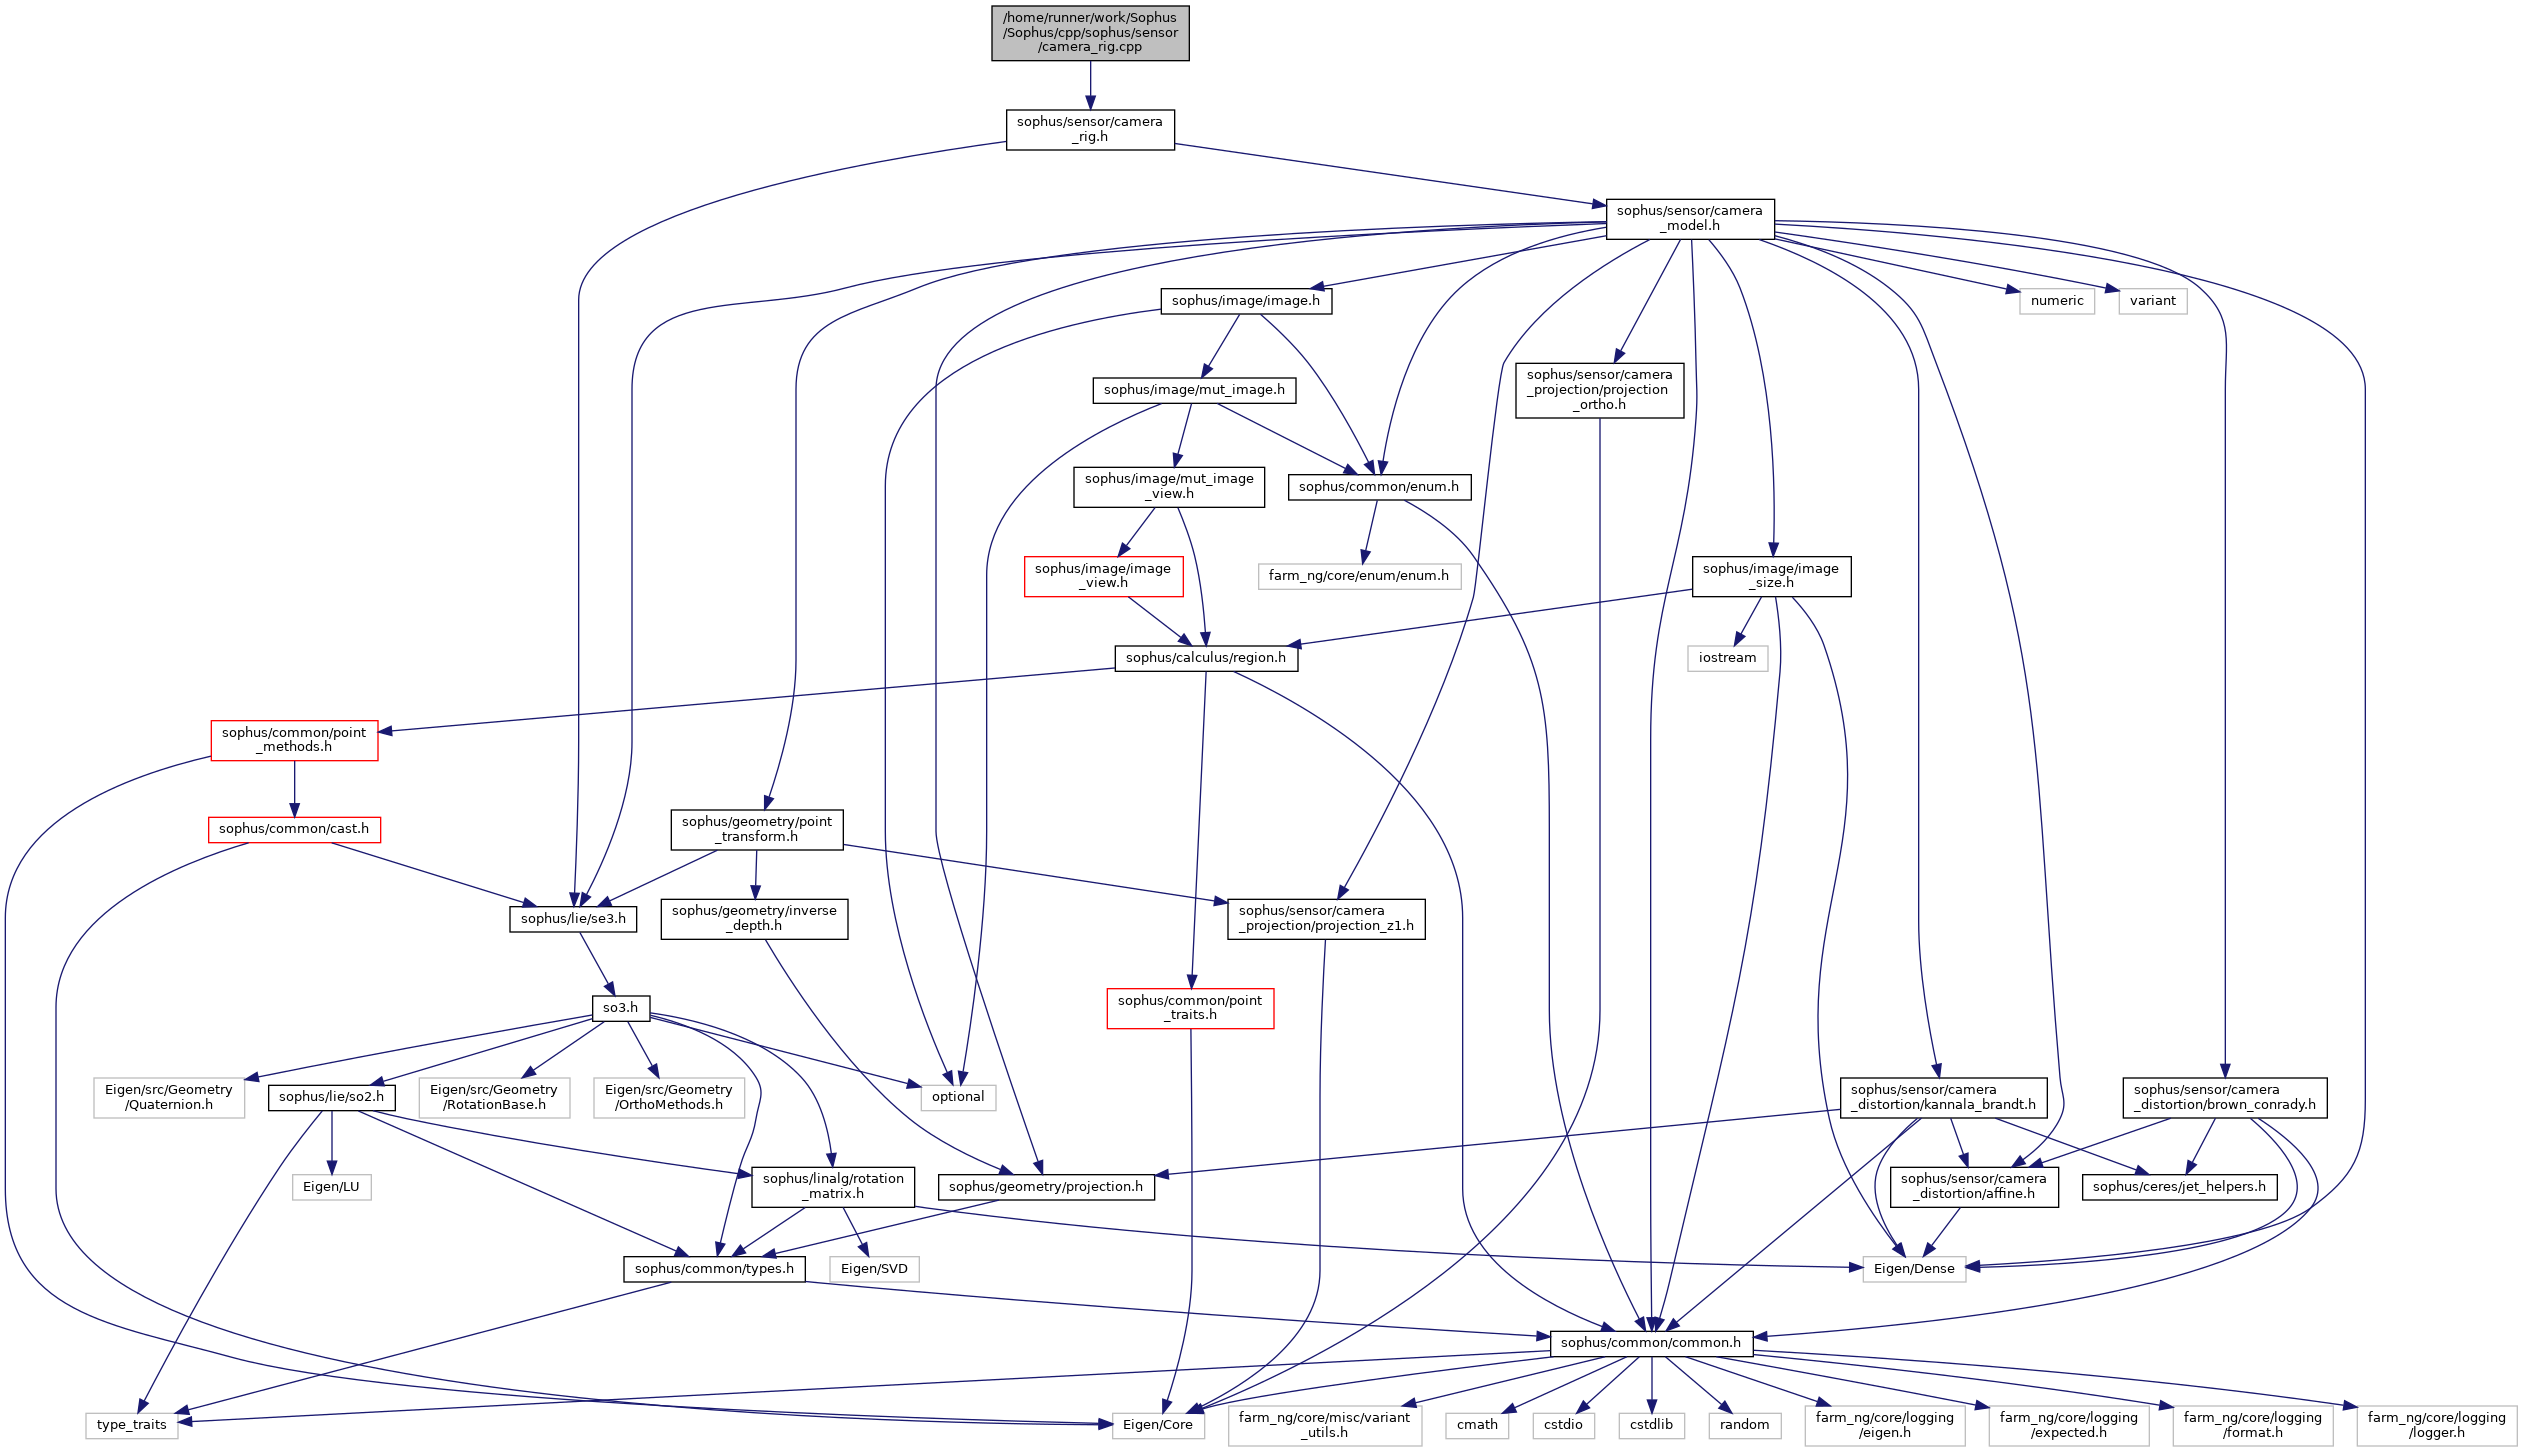 /home/runner/work/Sophus
/Sophus/cpp/sophus/sensor
/camera_rig.cpp
sophus/sensor/camera
_rig.h
sophus/sensor/camera
_model.h
sophus/image/image.h
numeric
variant
sophus/image/mut_image.h
sophus/sensor/camera
_projection/projection
_ortho.h
sophus/image/mut_image
_view.h
sophus/common/enum.h
sophus/image/image
_view.h
farm_ng/core/enum/enum.h
sophus/image/image
_size.h
sophus/calculus/region.h
iostream
sophus/common/point
_methods.h
sophus/common/cast.h
sophus/geometry/point
_transform.h
sophus/lie/se3.h
sophus/geometry/inverse
_depth.h
sophus/sensor/camera
_projection/projection_z1.h
so3.h
sophus/common/point
_traits.h
Eigen/src/Geometry
/Quaternion.h
sophus/lie/so2.h
Eigen/src/Geometry
/RotationBase.h
Eigen/src/Geometry
/OrthoMethods.h
optional
sophus/sensor/camera
_distortion/kannala_brandt.h
sophus/sensor/camera
_distortion/brown_conrady.h
Eigen/LU
sophus/linalg/rotation
_matrix.h
sophus/geometry/projection.h
sophus/sensor/camera
_distortion/affine.h
sophus/ceres/jet_helpers.h
sophus/common/types.h
Eigen/SVD
Eigen/Dense
sophus/common/common.h
type_traits
Eigen/Core
farm_ng/core/misc/variant
_utils.h
cmath
cstdio
cstdlib
random
farm_ng/core/logging
/eigen.h
farm_ng/core/logging
/expected.h
farm_ng/core/logging
/format.h
farm_ng/core/logging
/logger.h